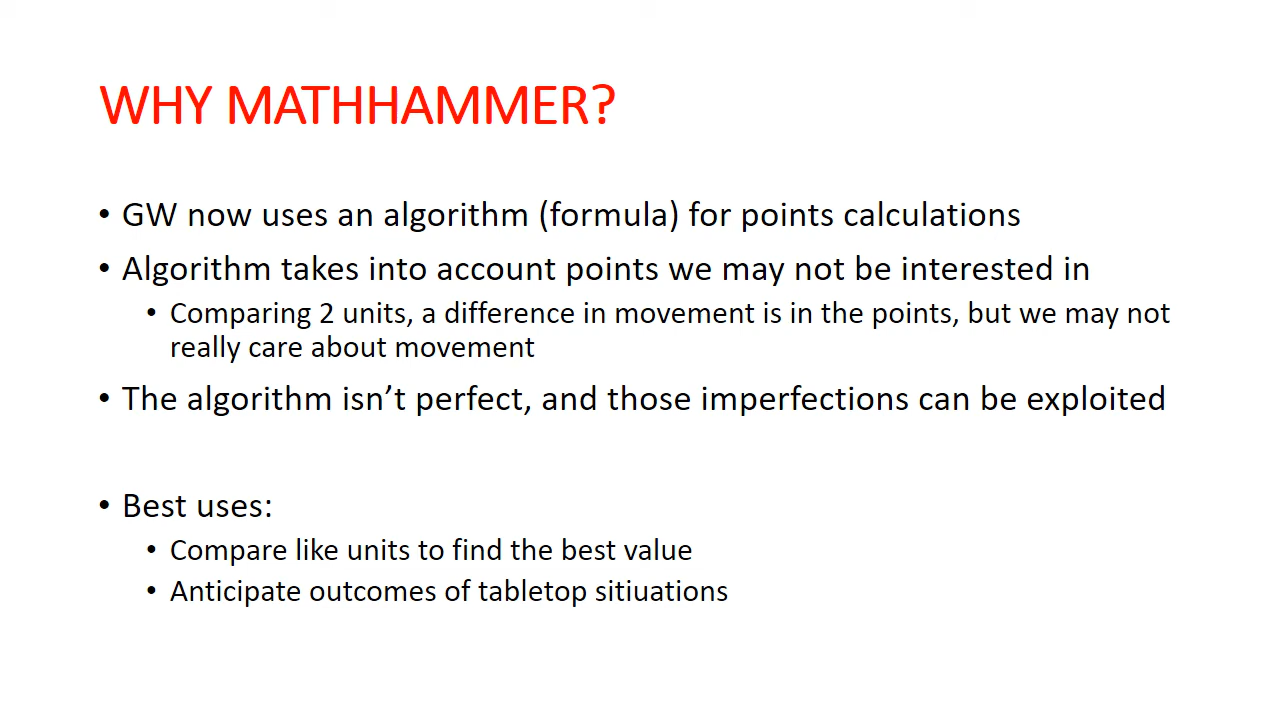 WHY MATHHAMMER?
• GW now uses an algorithm (formula) for points calculations
• Algorithm takes into account points we may not be interested in
• Comparing 2 units, a difference in movement is in the points, but we may not
really care about movement
• The algorithm isn’t perfect, and those imperfections can be exploited
• Best uses:
• Compare like units to find the best value
• Anticipate outcomes of tabletop sitiuations